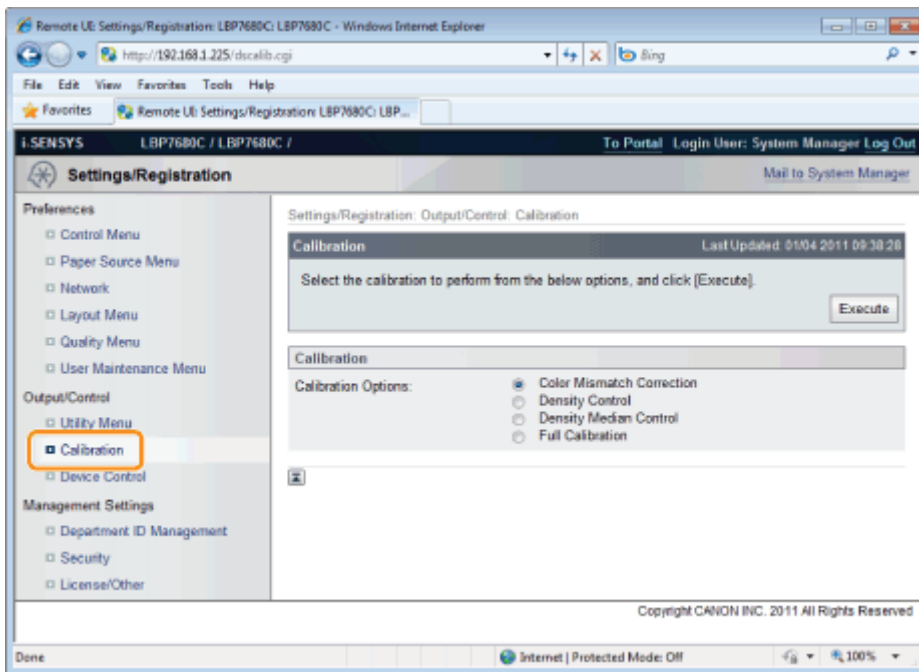 Remote UI: Settings/Registration: LBP7680C: LBP7680C - Windows Internet Explorer
http://192.168.1.225/dscalib.cgi
Bing
File Edit View Favorites Tools Help
Favorites
Remote UI: Settings/Registration: LBP7680C: LBP...
i-SENSYS LBP7680C / LBP7680C /
To Portal Login User: System Manager Log Out
Settings/Registration
Mail to System Manager
Preferences
Control Menu
Paper Source Menu
Network
Layout Menu
Quality Menu
User Maintenance Menu
Output/Control
Utility Menu
Calibration
Device Control
Management Settings
Department ID Management
Security
License/Other
Settings/Registration: Output/Control: Calibration
Calibration
Last Updated: 01/04 2011 09:38:28
Select the calibration to perform from the below options, and click [Execute].
Execute
Calibration
Calibration Options:
Color Mismatch Correction
Density Control
Density Median Control
Full Calibration
Copyright CANON INC. 2011 All Rights Reserved
Done
Internet | Protected Mode: Off
100%